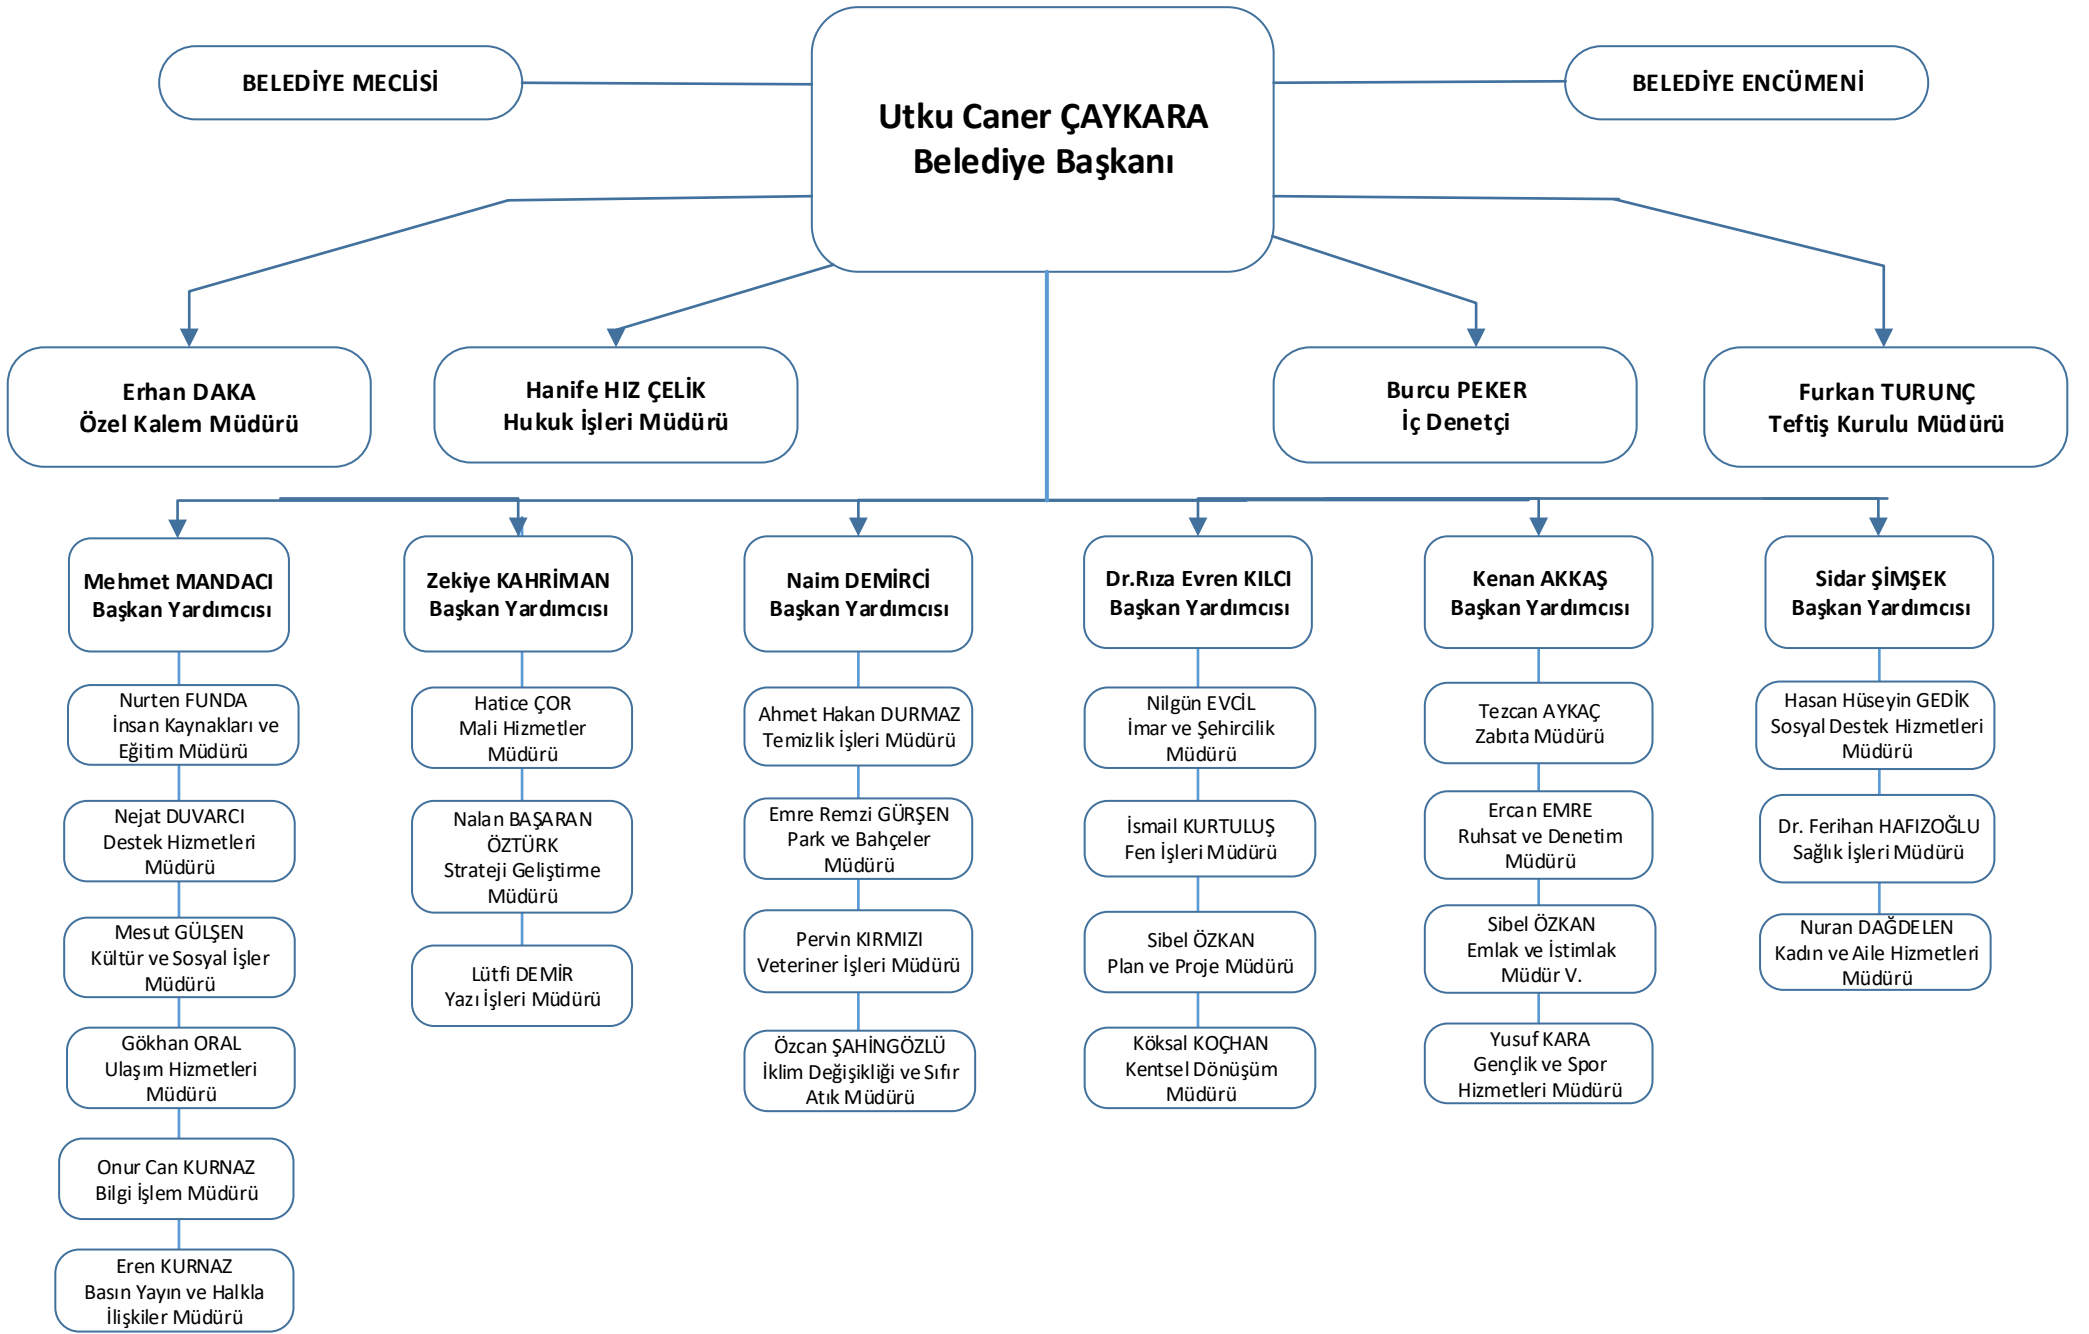 BELEDİYE MECLİSİ
Utku Caner ÇAYKARA
Belediye Başkanı
BELEDİYE ENCÜMENİ
Erhan DAKA
Özel Kalem Müdürü
Hanife HIZ ÇELİK
Hukuk İşleri Müdürü
Burcu PEKER
İç Denetçi
Furkan TURUNÇ
Teftiş Kurulu Müdürü
Mehmet MANDACI
Başkan Yardımcısı
Nurten FUNDA
İnsan Kaynakları ve
Eğitim Müdürü
Nejat DUVARCI
Destek Hizmetleri
Müdürü
Mesut GÜLŞEN
Kültür ve Sosyal İşler
Müdürü
Gökhan ORAL
Ulaşım Hizmetleri
Müdürü
Onur Can KURNAZ
Bilgi İşlem Müdürü
Eren KURNAZ
Basın Yayın ve Halkla
İlişkiler Müdürü
Zekiye KAHRİMAN
Başkan Yardımcısı
Hatice ÇOR
Mali Hizmetler
Müdürü
Nalan BAŞARAN
ÖZTÜRK
Strateji Geliştirme
Müdürü
Lütfi DEMİR
Yazı İşleri Müdürü
Naim DEMİRCİ
Başkan Yardımcısı
Ahmet Hakan DURMAZ
Temizlik İşleri Müdürü
Emre Remzi GÜRŞEN
Park ve Bahçeler
Müdürü
Pervin KIRMIZI
Veteriner İşleri Müdürü
Özcan ŞAHİNGÖZLÜ
İklim Değişikliği ve Sıfır
Atık Müdürü
Dr.Rıza Evren KILCI
Başkan Yardımcısı
Nilgün EVCİL
İmar ve Şehircilik
Müdürü
İsmail KURTULUŞ
Fen İşleri Müdürü
Sibel ÖZKAN
Plan ve Proje Müdürü
Köksal KOÇHAN
Kentsel Dönüşüm
Müdürü
Kenan AKKAŞ
Başkan Yardımcısı
Tezcan AYKAÇ
Zabıta Müdürü
Ercan EMRE
Ruhsat ve Denetim
Müdürü
Sibel ÖZKAN
Emlak ve İstimlak
Müdür V.
Yusuf KARA
Gençlik ve Spor
Hizmetleri Müdürü
Sidar ŞİMŞEK
Başkan Yardımcısı
Hasan Hüseyin GEDİK
Sosyal Destek Hizmetleri
Müdürü
Dr. Ferihan HAFIZOĞLU
Sağlık İşleri Müdürü
Nuran DAĞDELEN
Kadın ve Aile Hizmetleri
Müdürü